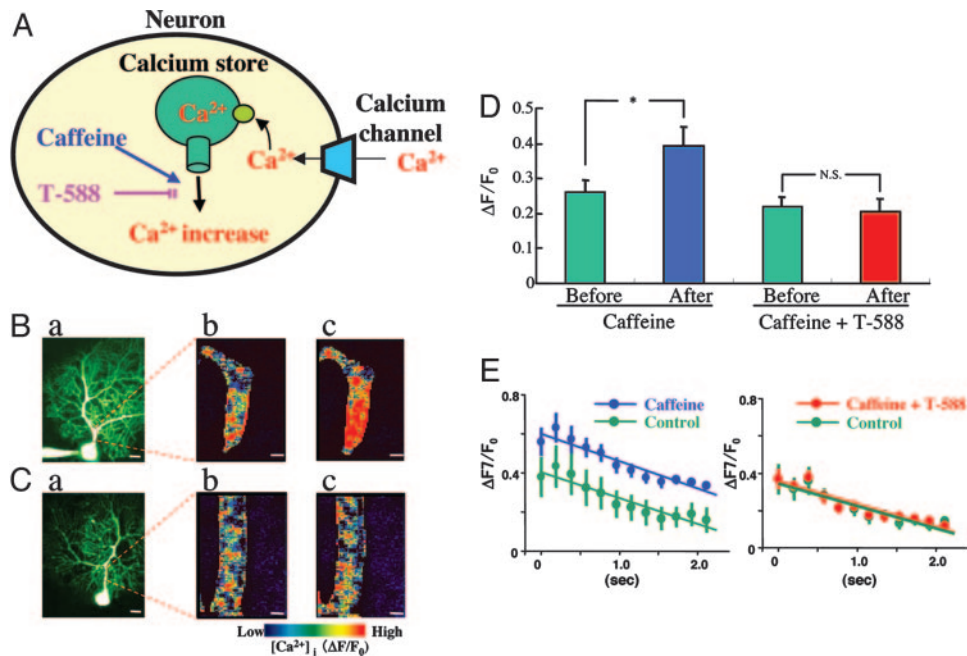 A
Neuron
Calcium store
Ca²⁺
Caffeine
T-588
Ca²⁺
Ca²⁺ increase
Calcium
channel
Ca²⁺
B
a
b
c
C
a
b
c
Low
High
[Ca²⁺]i (ΔF/F0)
D
ΔF/F0
0.5
0.4
0.3
0.2
0.1
0
*
N.S.
Before
After
Before
After
Caffeine
Caffeine + T-588
E
ΔF7/F0
0.8
0.4
0
Caffeine
Control
0
1.0
2.0
(sec)
ΔF7/F0
0.8
0.4
0
Caffeine + T-588
Control
0
1.0
2.0
(sec)